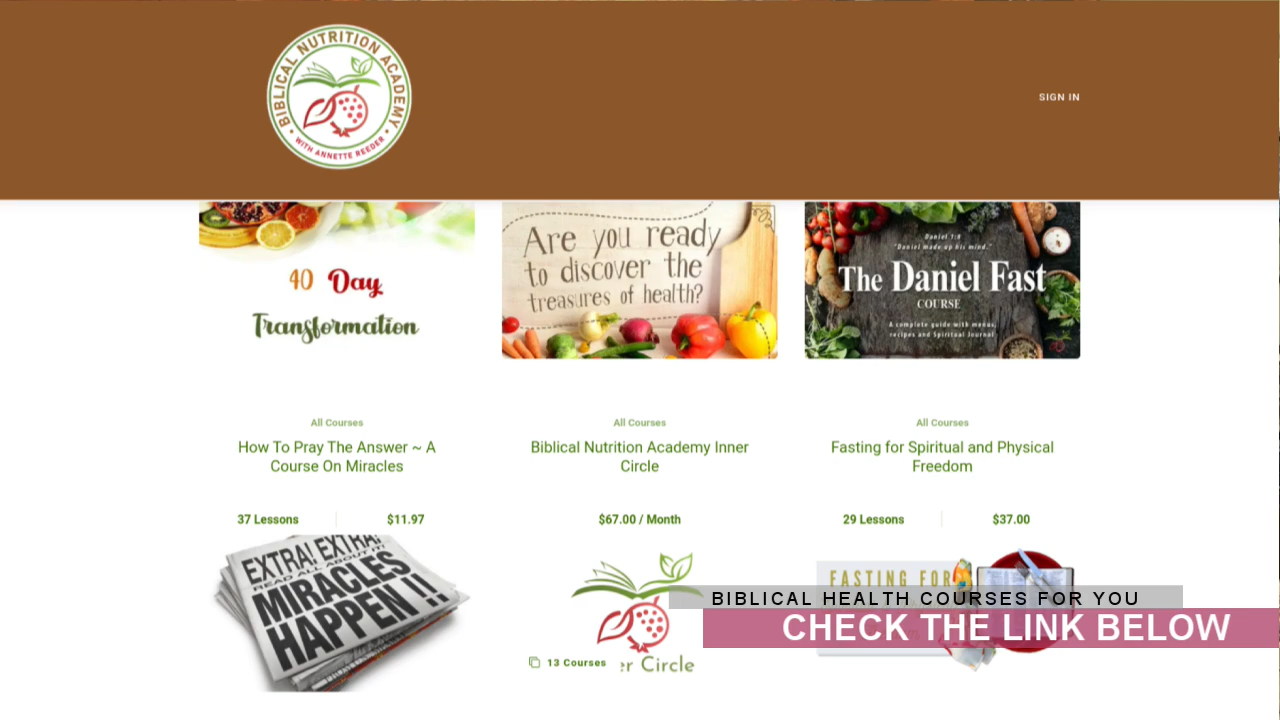 BIBLICAL NUTRITION ACADEMY
• WITH ANNETTE REEDER •
SIGN IN
40 Day
Transformation
Are you ready
to discover the
treasures of health?
Daniel 1:8
"Daniel made up his mind."
The Daniel Fast
COURSE
A complete guide with menus,
recipes and Spiritual Journal
All Courses
How To Pray The Answer ~ A
Course On Miracles
37 Lessons
$11.97
All Courses
Biblical Nutrition Academy Inner
Circle
$67.00 / Month
All Courses
Fasting for Spiritual and Physical
Freedom
29 Lessons
$37.00
EXTRA! EXTRA!
READ ALL ABOUT IT!
MIRACLES
HAPPEN !!
13 Courses
er Circle
FASTING FOR
BIBLICAL HEALTH COURSES FOR YOU
CHECK THE LINK BELOW